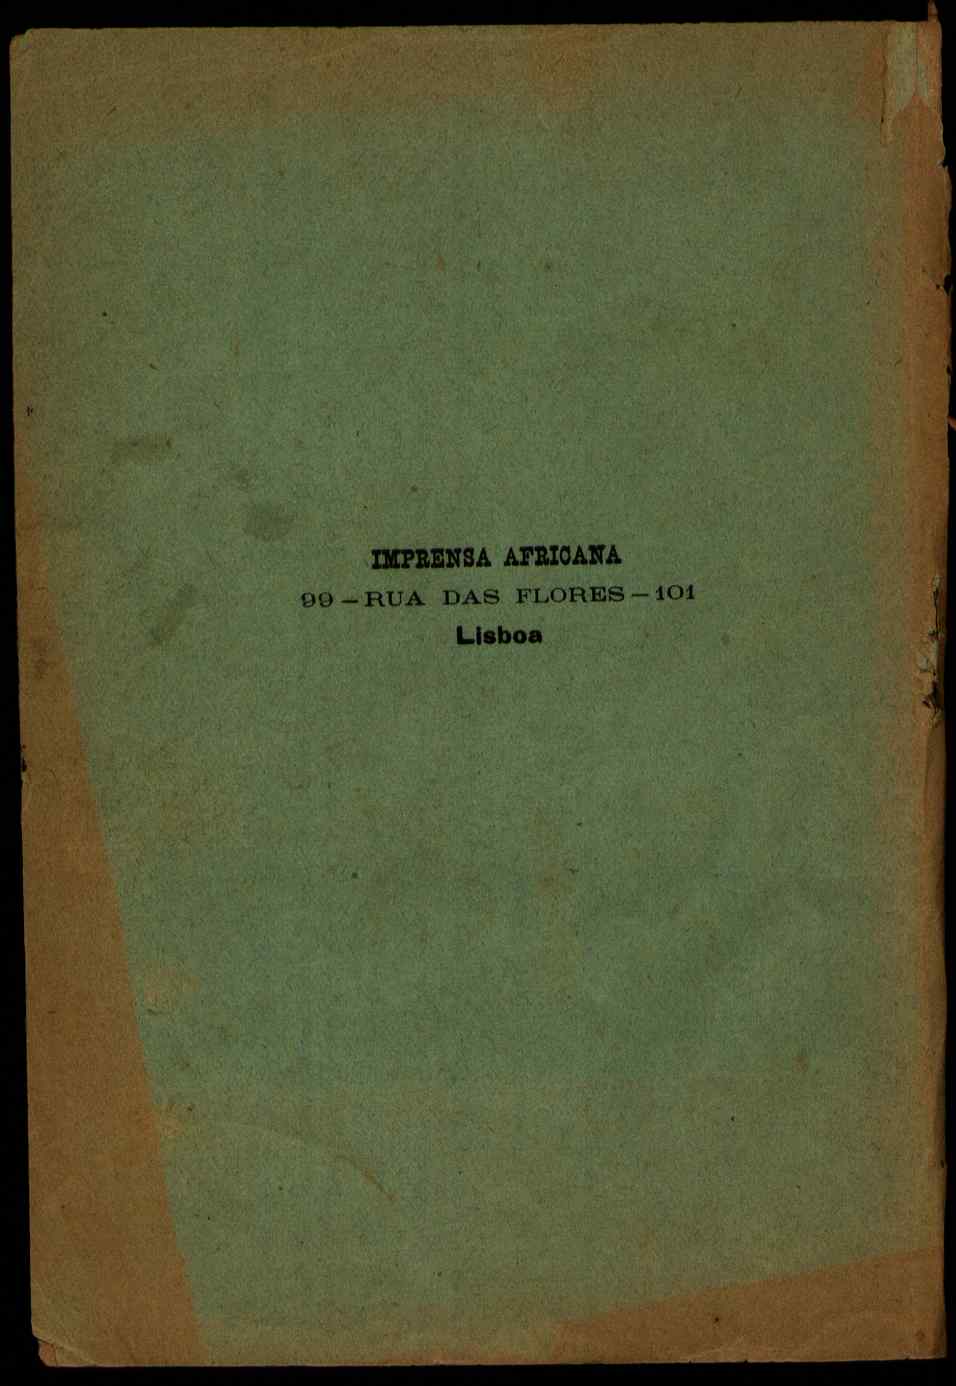 IMPRENSA AFRICANA
99 – RUA DAS FLORES – 101
Lisboa